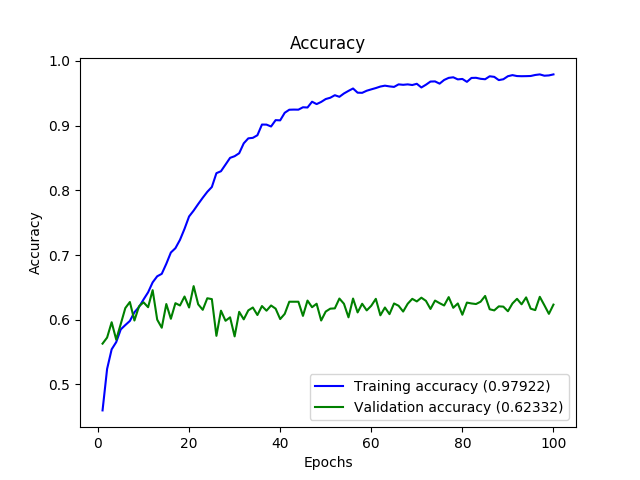 Accuracy
1.0
0.9
0.8
0.7
0.6
0.5
Accuracy
Training accuracy (0.97922)
Validation accuracy (0.62332)
0 20 40 60 80 100
Epochs